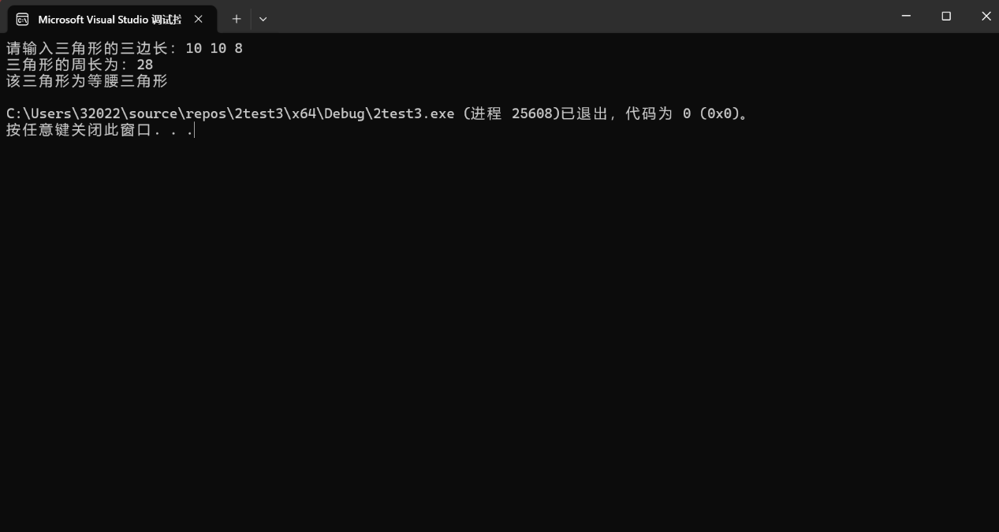 Microsoft Visual Studio 调试控
请输入三角形的三边长：10 10 8
三角形的周长为：28
该三角形为等腰三角形
C:\Users\32022\source\repos\2test3\x64\Debug\2test3.exe (进程 25608)已退出，代码为 0 (0x0)。
按任意键关闭此窗口. . .